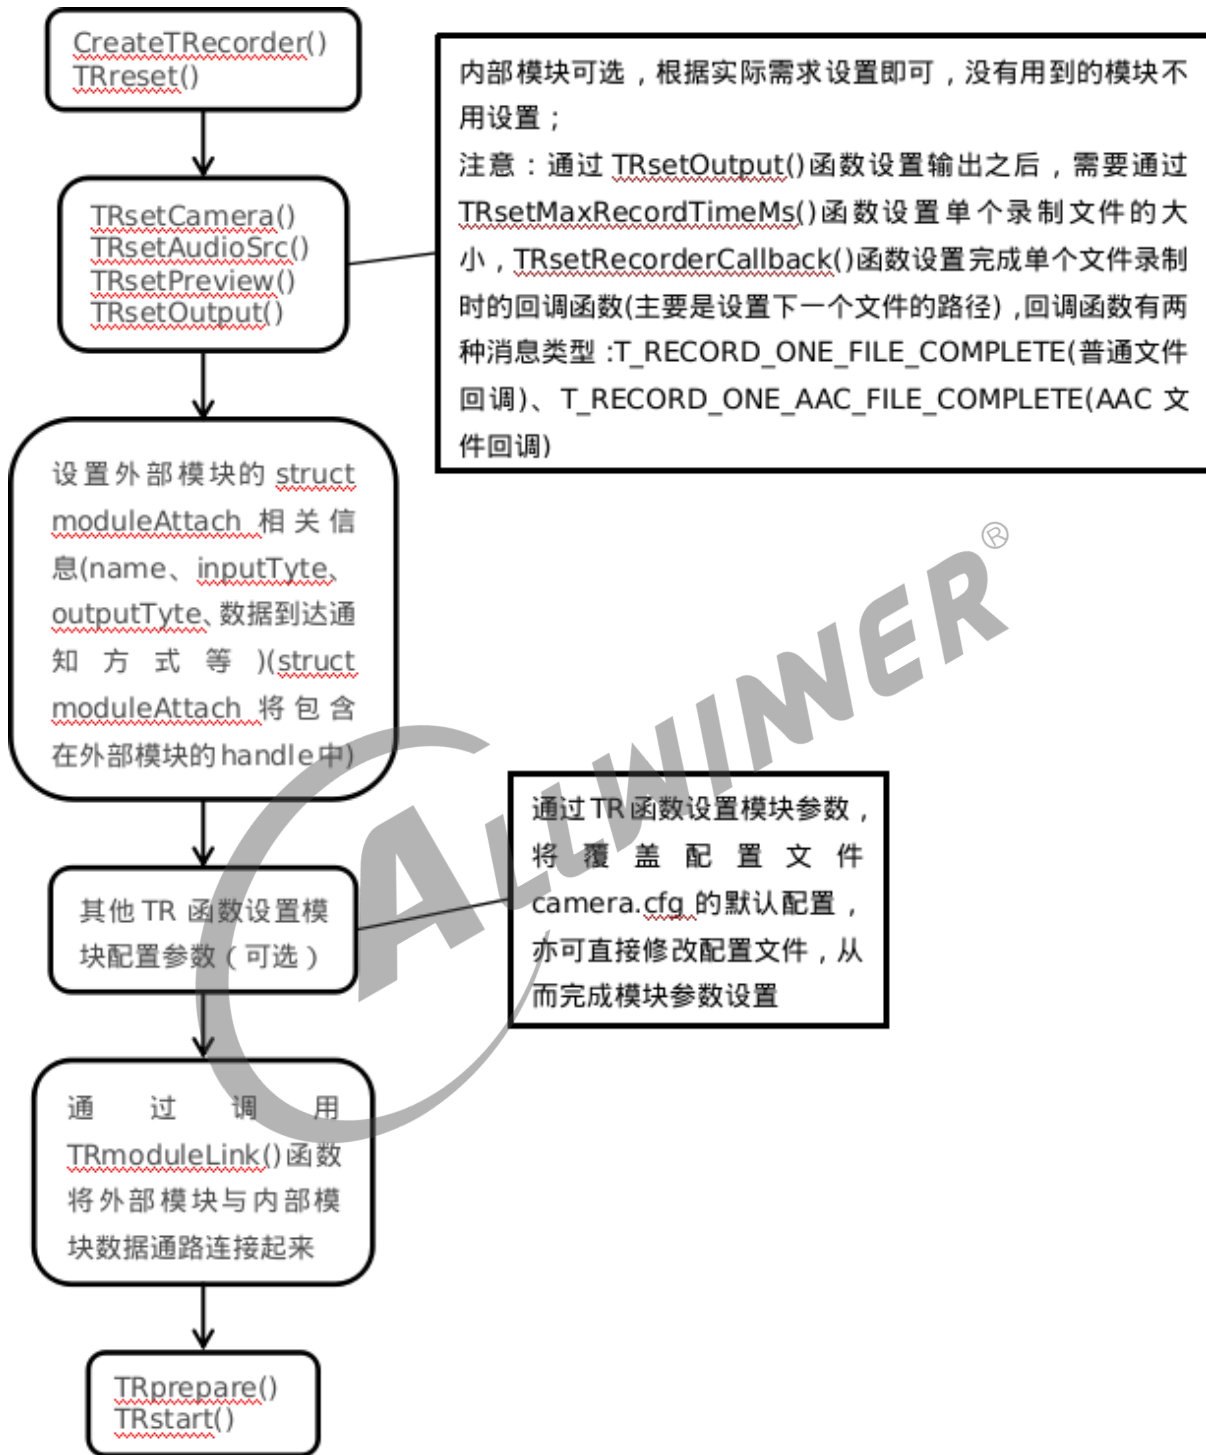 CreateTRecorder()
TRreset()
内部模块可选，根据实际需求设置即可，没有用到的模块不
用设置；
注意：通过 TRsetOutput()函数设置输出之后，需要通过
TRsetMaxRecordTimeMs()函数设置单个录制文件的大
小，TRsetRecorderCallback()函数设置完成单个文件录制
时的回调函数(主要是设置下一个文件的路径)，回调函数有两
种消息类型:T_RECORD_ONE_FILE_COMPLETE(普通文件
回调)、T_RECORD_ONE_AAC_FILE_COMPLETE(AAC 文
件回调)
TRsetCamera()
TRsetAudioSrc()
TRsetPreview()
TRsetOutput()
设置外部模块的 struct
moduleAttach 相关信
息(name、inputTyte、
outputTyte、数据到达通
知方式等)(struct
moduleAttach 将包含
在外部模块的handle中)
通过TR函数设置模块参数，
将覆盖配置文件
camera.cfg 的默认配置，
亦可直接修改配置文件，从
而完成模块参数设置
其他 TR 函数设置模
块配置参数（可选）
通过调用
TRmoduleLink()函数
将外部模块与内部模
块数据通路连接起来
TRprepare()
TRstart()
ALLWINNER®